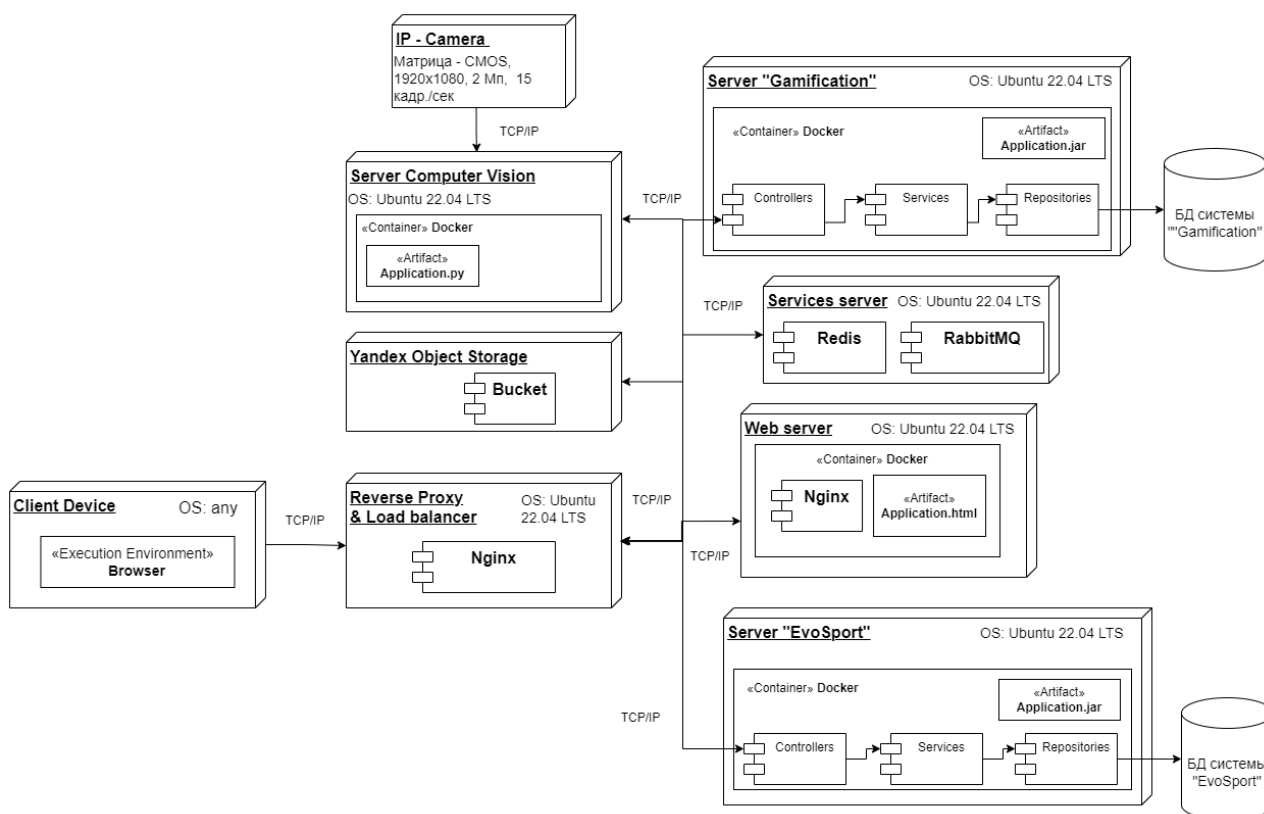 IP - Camera
Матрица - CMOS,
1920x1080, 2 Мп, 15
кадр./сек
TCP/IP
Server Computer Vision
OS: Ubuntu 22.04 LTS
«Container» Docker
«Artifact»
Application.py
TCP/IP
Server "Gamification"
OS: Ubuntu 22.04 LTS
«Container» Docker
«Artifact»
Application.jar
Controllers
Services
Repositories
БД системы
""Gamification"
TCP/IP
Services server
OS: Ubuntu 22.04 LTS
Redis
RabbitMQ
Yandex Object Storage
Bucket
Web server
OS: Ubuntu 22.04 LTS
«Container» Docker
Nginx
«Artifact»
Application.html
Client Device
OS: any
«Execution Environment»
Browser
TCP/IP
Reverse Proxy
& Load balancer
OS: Ubuntu
22.04 LTS
Nginx
TCP/IP
TCP/IP
Server "EvoSport"
OS: Ubuntu 22.04 LTS
«Container» Docker
«Artifact»
Application.jar
TCP/IP
Controllers
Services
Repositories
БД системы
"EvoSport"